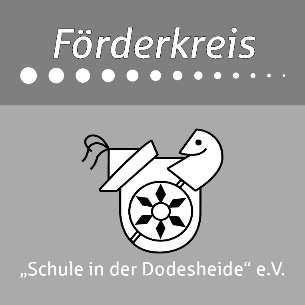 Förderkreis
„Schule in der Dodesheide“ e.V.